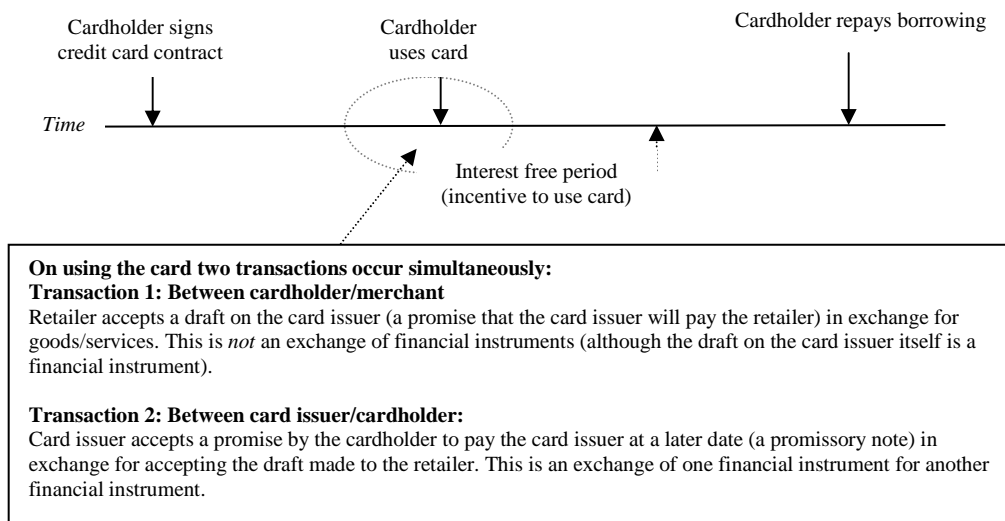 Cardholder signs
credit card contract
Cardholder
uses card
Cardholder repays borrowing
Time
Interest free period
(incentive to use card)
On using the card two transactions occur simultaneously:
Transaction 1: Between cardholder/merchant
Retailer accepts a draft on the card issuer (a promise that the card issuer will pay the retailer) in exchange for
goods/services. This is not an exchange of financial instruments (although the draft on the card issuer itself is a
financial instrument).
Transaction 2: Between card issuer/cardholder:
Card issuer accepts a promise by the cardholder to pay the card issuer at a later date (a promissory note) in
exchange for accepting the draft made to the retailer. This is an exchange of one financial instrument for another
financial instrument.